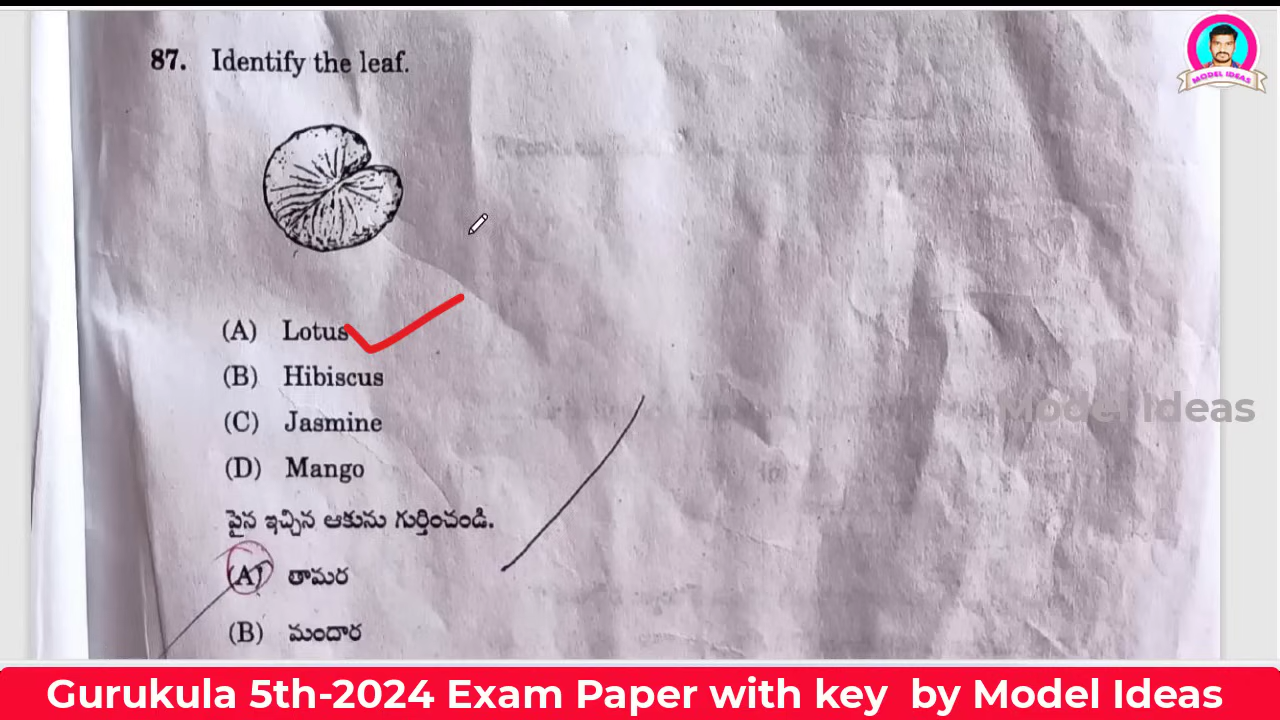 87. Identify the leaf.
MODEL IDEAS
(A) Lotus
(B) Hibiscus
(C) Jasmine
Model Ideas
(D) Mango
పైన ఇచ్చిన ఆకును గుర్తించండి.
(A) తామర
(B) మందార
Gurukula 5th-2024 Exam Paper with key by Model Ideas